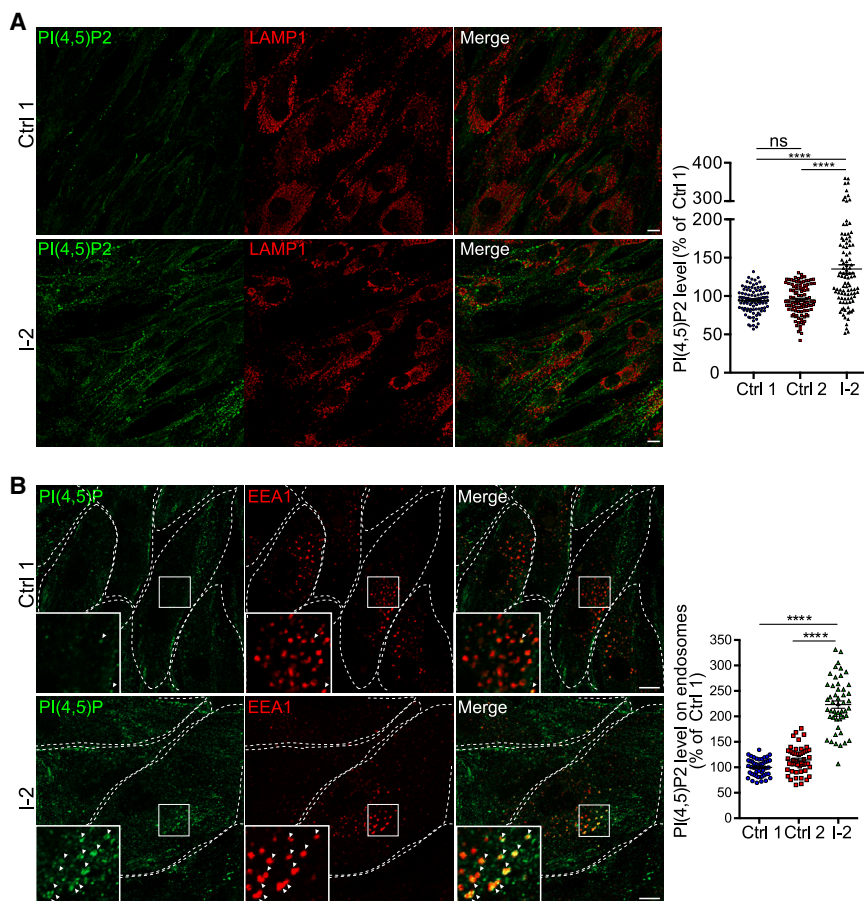 A
PI(4,5)P2
LAMP1
Merge
Ctrl 1
PI(4,5)P2
LAMP1
Merge
I-2
PI(4,5)P2 level (% of Ctrl 1)
400
300
200
150
100
50
0
ns
****
****
Ctrl 1
Ctrl 2
I-2
B
PI(4,5)P
EEA1
Merge
Ctrl 1
PI(4,5)P
EEA1
Merge
I-2
PI(4,5)P2 level on endosomes
(% of Ctrl 1)
350
300
250
200
150
100
50
0
****
****
Ctrl 1
Ctrl 2
I-2